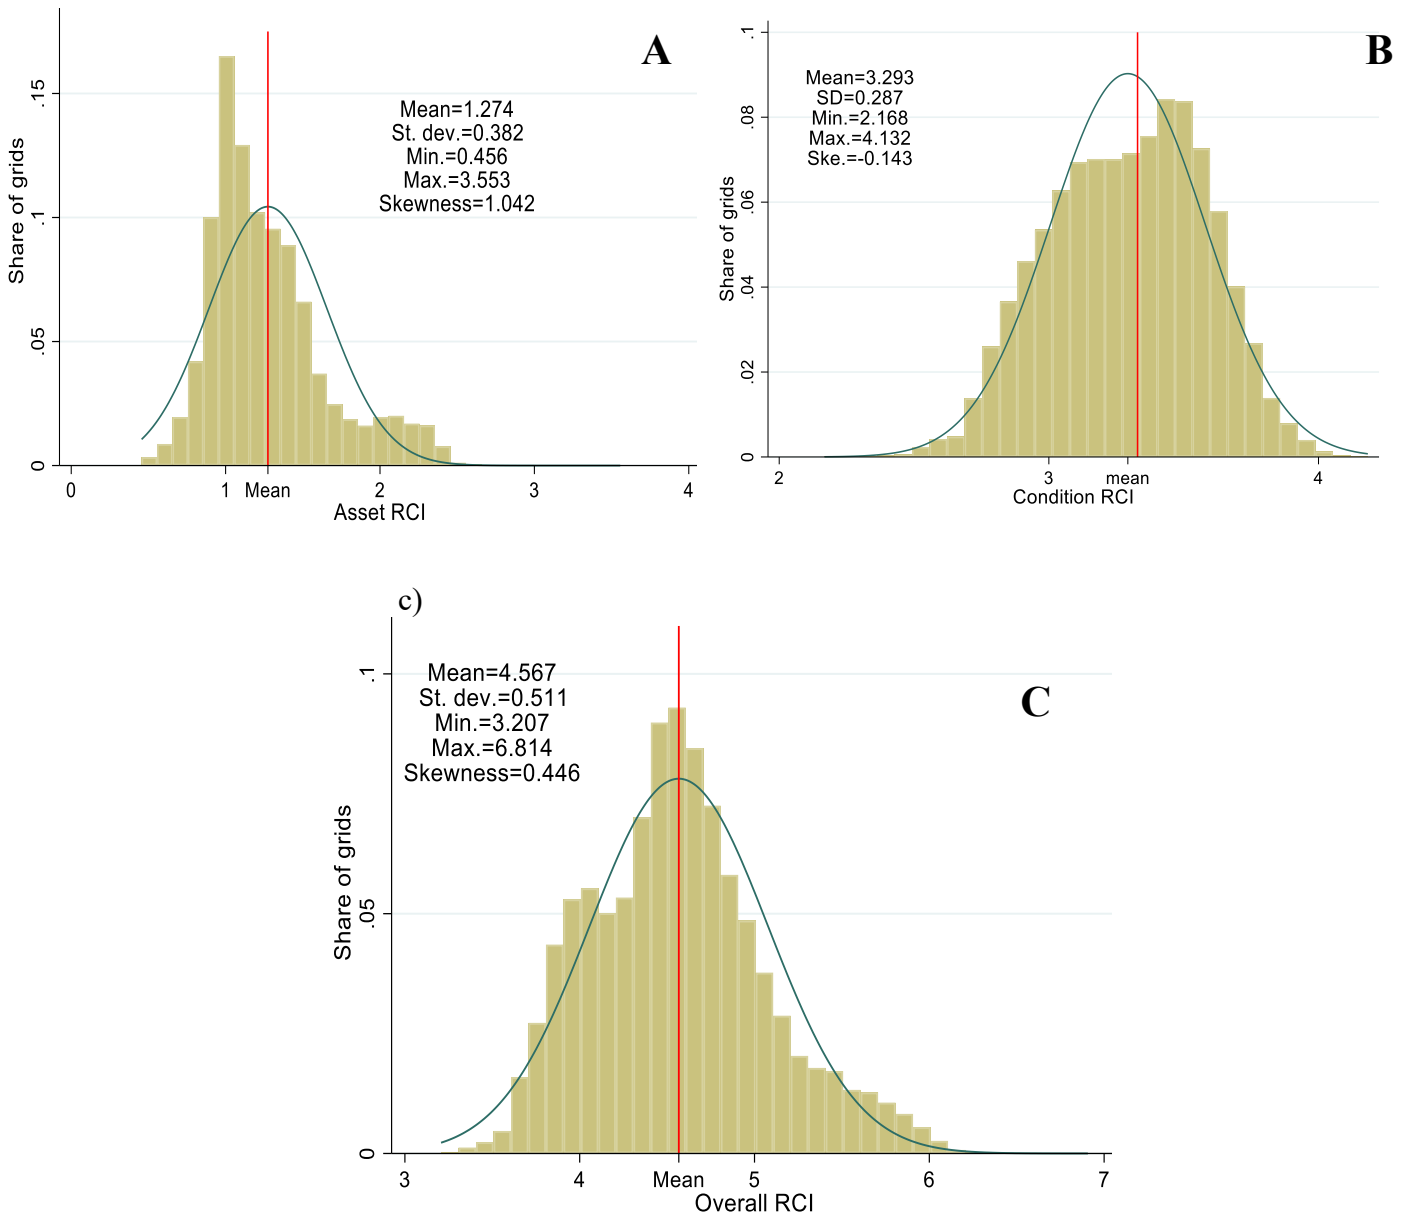 A
Mean=1.274
St. dev.=0.382
Min.=0.456
Max.=3.553
Skewness=1.042
Share of grids
.15
.1
.05
0
0 1 Mean 2 3 4
Asset RCI
B
Mean=3.293
SD=0.287
Min.=2.168
Max.=4.132
Ske.=-0.143
Share of grids
.1
.08
.06
.04
.02
0
2 3 mean 4
Condition RCI
c)
C
Mean=4.567
St. dev.=0.511
Min.=3.207
Max.=6.814
Skewness=0.446
Share of grids
.1
.05
0
3 4 Mean 5 6 7
Overall RCI